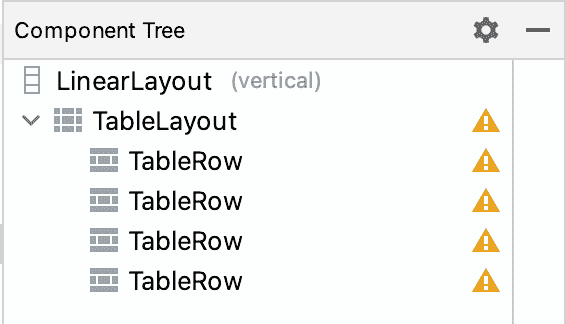 Component Tree
LinearLayout (vertical)
TableLayout
TableRow
TableRow
TableRow
TableRow